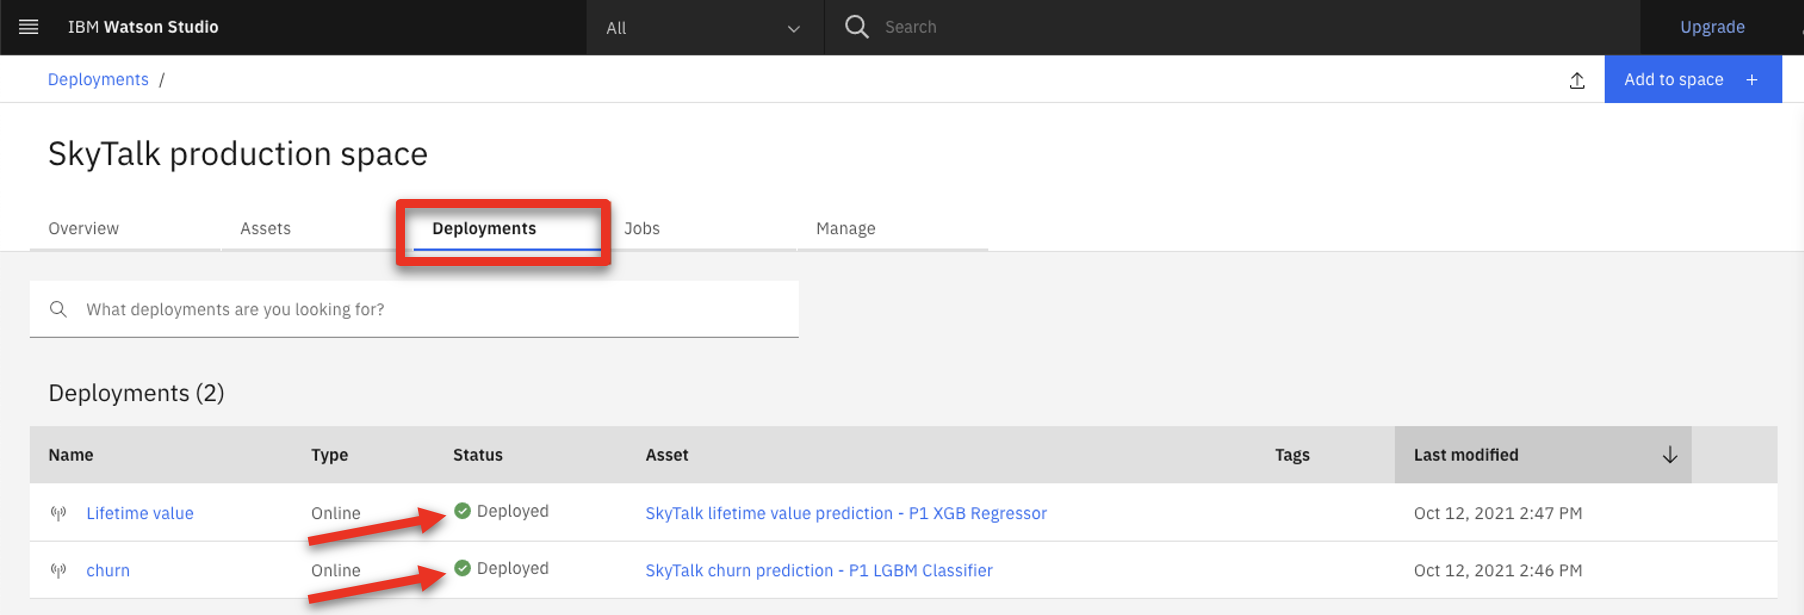 IBM Watson Studio All Search Upgrade
Deployments / Add to space +
SkyTalk production space
Overview Assets Deployments Jobs Manage
What deployments are you looking for?
Deployments (2)
Name Type Status Asset Tags Last modified
Lifetime value Online Deployed SkyTalk lifetime value prediction - P1 XGB Regressor Oct 12, 2021 2:47 PM
churn Online Deployed SkyTalk churn prediction - P1 LGBM Classifier Oct 12, 2021 2:46 PM